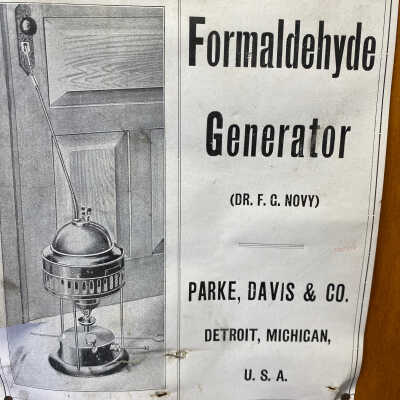 Formaldehyde
Generator
(DR. F. G. NOVY)
PARKE, DAVIS & CO.
DETROIT, MICHIGAN,
U. S. A.